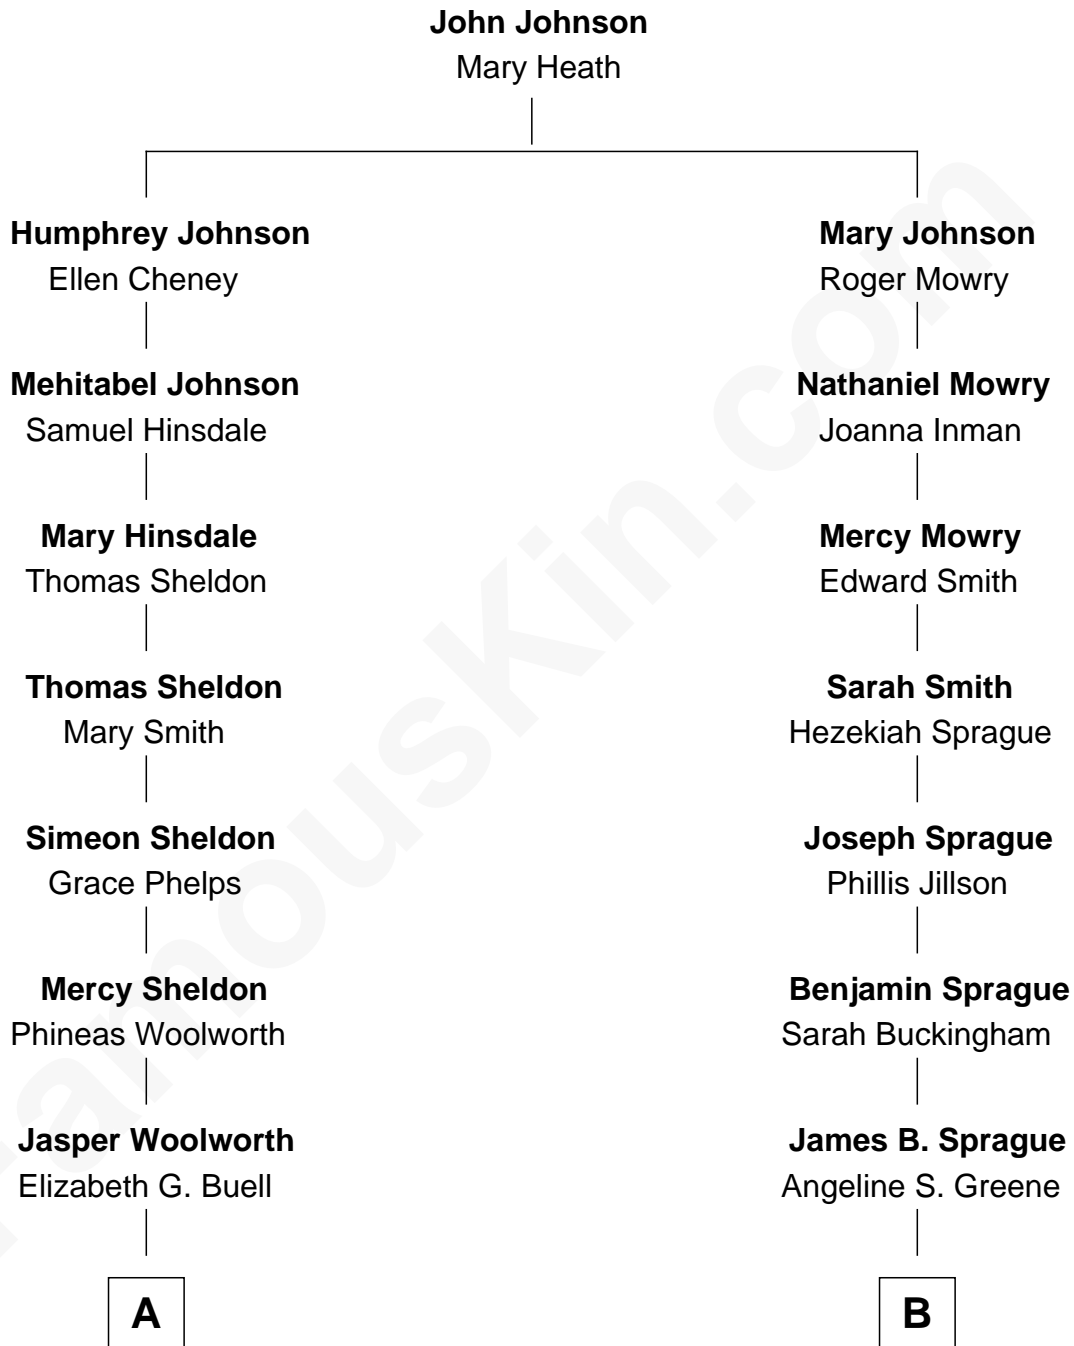 John Johnson
Mary Heath
Humphrey Johnson
Ellen Cheney
Mary Johnson
Roger Mowry
Mehitabel Johnson
Samuel Hinsdale
Nathaniel Mowry
Joanna Inman
Mary Hinsdale
Thomas Sheldon
Mercy Mowry
Edward Smith
Thomas Sheldon
Mary Smith
Sarah Smith
Hezekiah Sprague
Simeon Sheldon
Grace Phelps
Joseph Sprague
Phillis Jillson
Mercy Sheldon
Phineas Woolworth
Benjamin Sprague
Sarah Buckingham
Jasper Woolworth
Elizabeth G. Buell
James B. Sprague
Angeline S. Greene
A
B
FamousKin.com